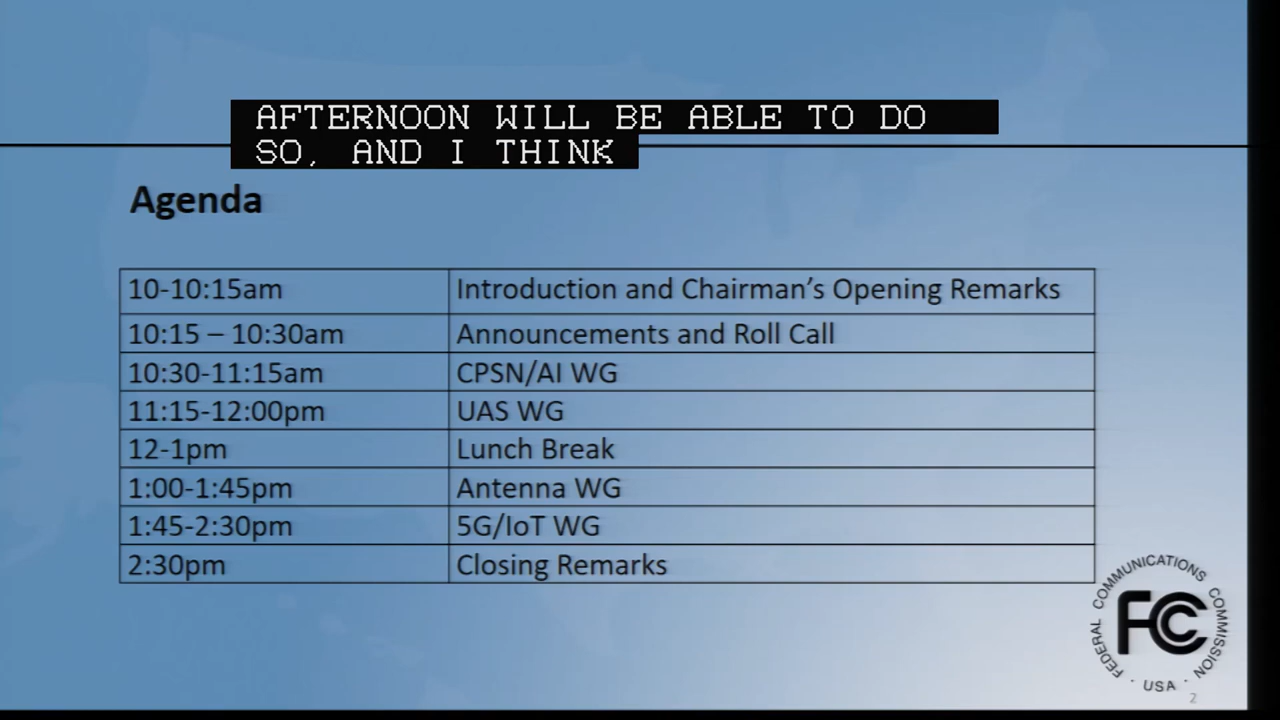 AFTERNOON WILL BE ABLE TO DO
SO, AND I THINK
Agenda
10-10:15am Introduction and Chairman's Opening Remarks
10:15 – 10:30am Announcements and Roll Call
10:30-11:15am CPSN/AI WG
11:15-12:00pm UAS WG
12-1pm Lunch Break
1:00-1:45pm Antenna WG
1:45-2:30pm 5G/IoT WG
2:30pm Closing Remarks
FEDERAL COMMUNICATIONS COMMISSION · USA ·
FCC
2